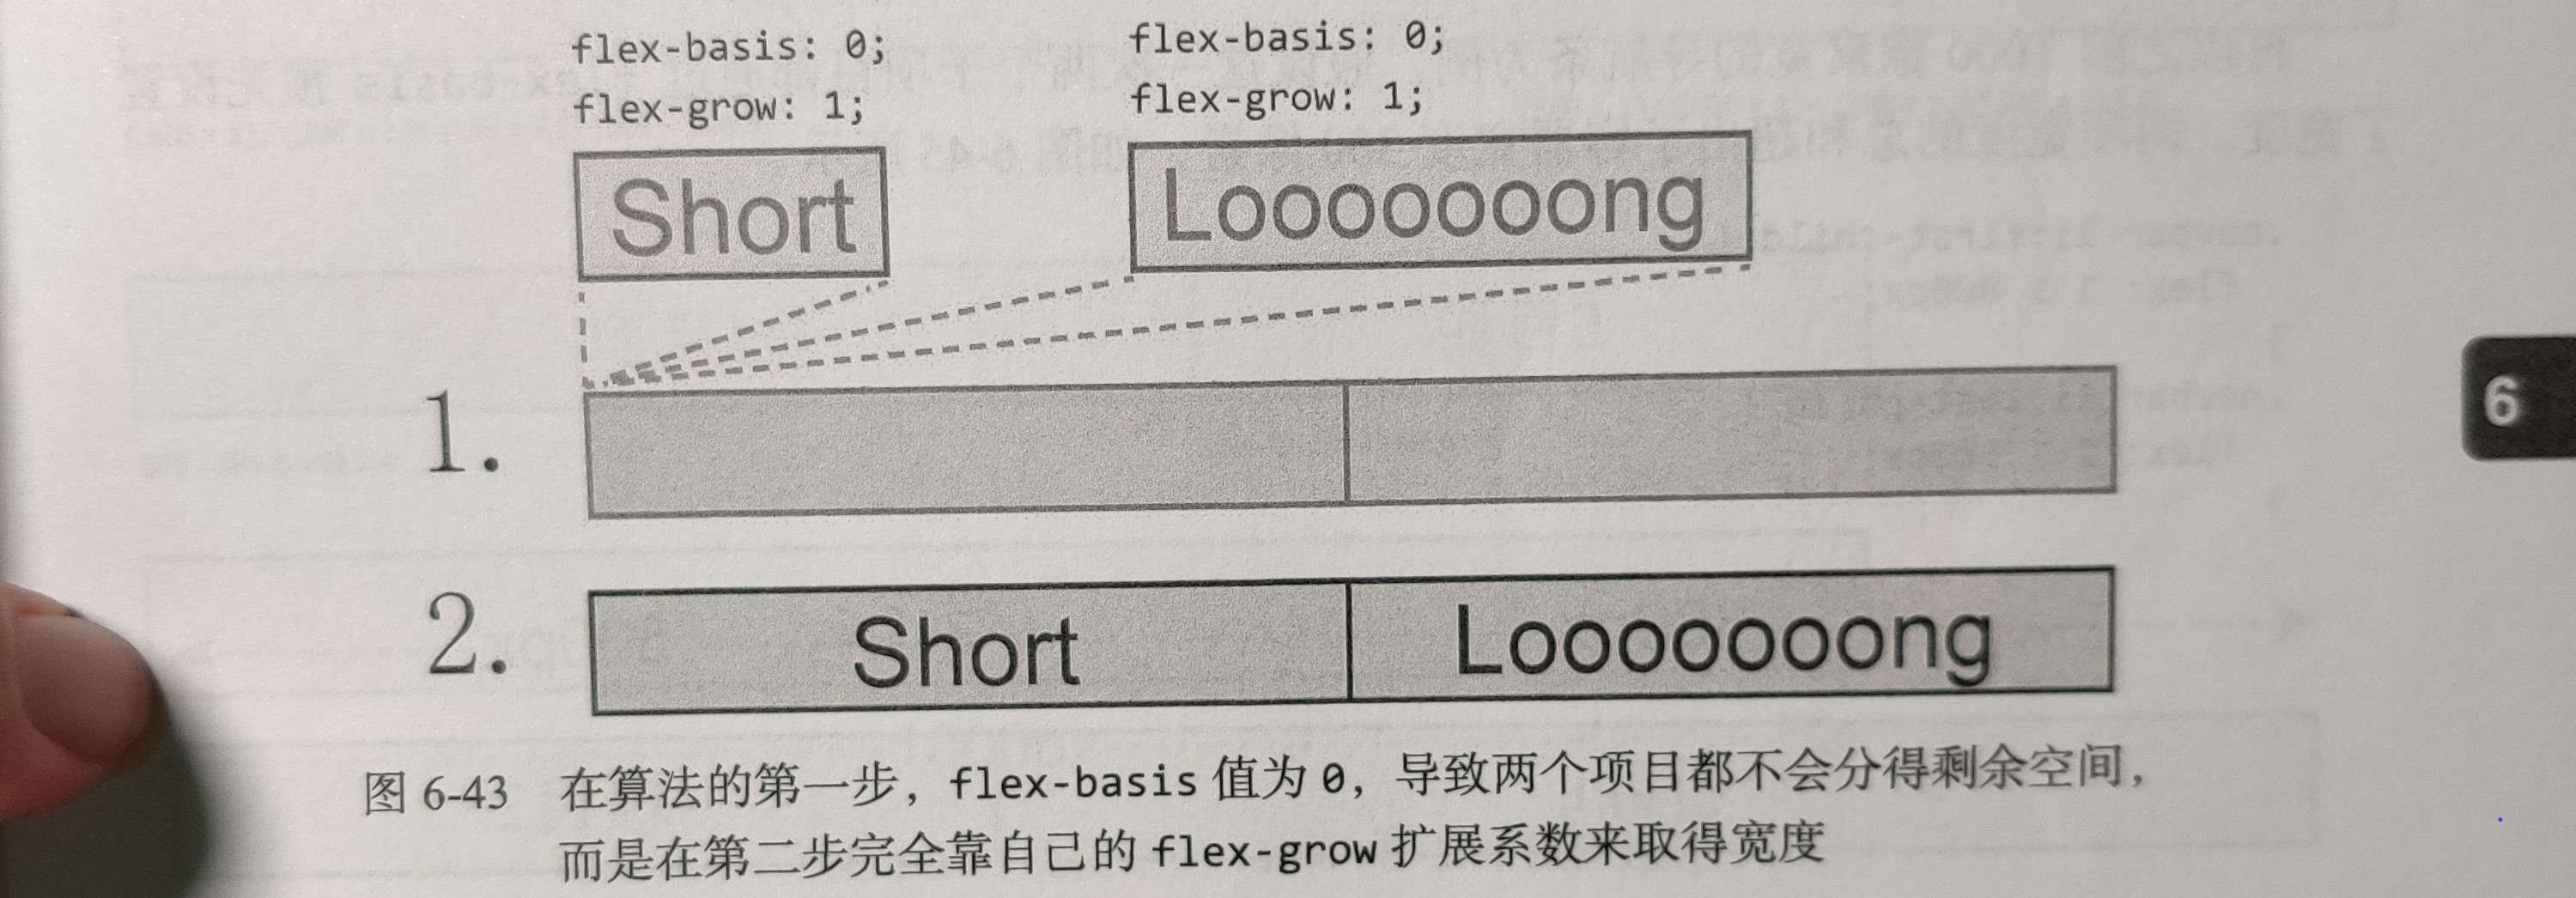 flex-basis: 0; flex-basis: 0;
flex-grow: 1; flex-grow: 1;
Short Loooooooong
1.
6
2. Short Loooooooong
图 6-43 在算法的第一步，flex-basis 值为 0，导致两个项目都不会分得剩余空间，
而是在第二步完全靠自己的 flex-grow 扩展系数来取得宽度